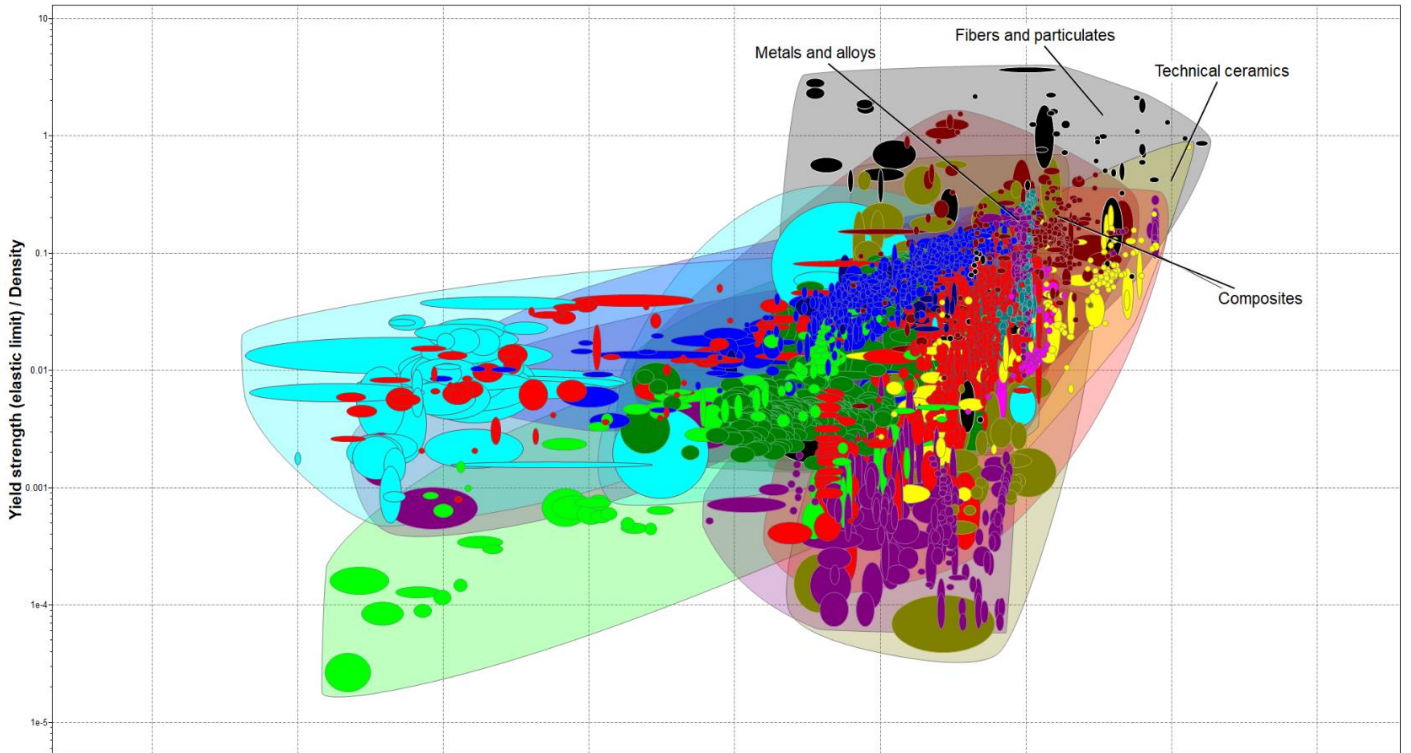 10
Fibers and particulates
Metals and alloys
Technical ceramics
1
0.1
Composites
0.01
0.001
1e-4
1e-5
Yield strength (elastic limit) / Density